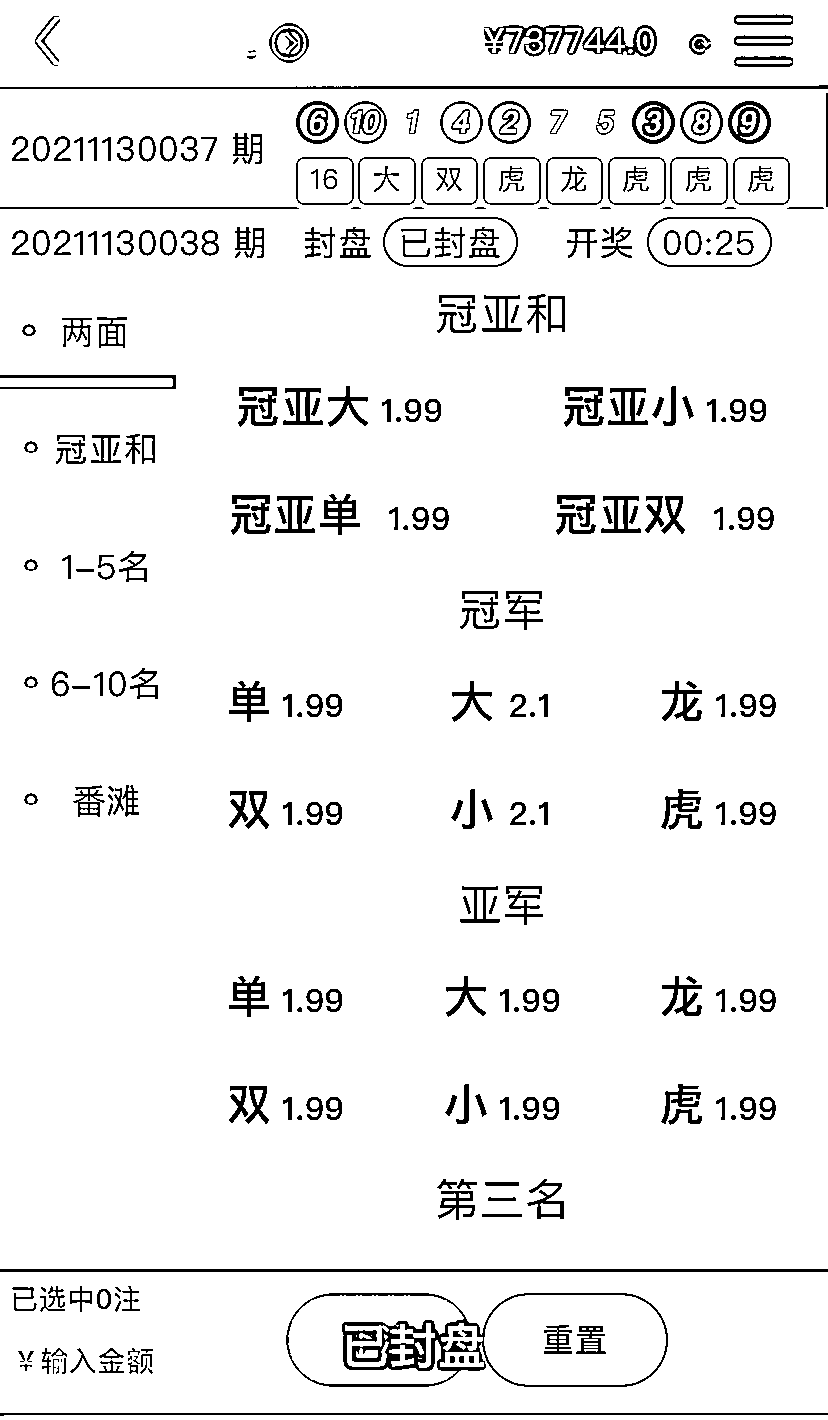 ¥787744.0
20211130037 期
6 10 1 4 2 7 5 3 8 9
16 大 双 虎 龙 虎 虎 虎
20211130038 期 封盘 已封盘 开奖 00:25
两面
冠亚和
1-5名
6-10名
番滩
冠亚和
冠亚大 1.99 冠亚小 1.99
冠亚单 1.99 冠亚双 1.99
冠军
单 1.99 大 2.1 龙 1.99
双 1.99 小 2.1 虎 1.99
亚军
单 1.99 大 1.99 龙 1.99
双 1.99 小 1.99 虎 1.99
第三名
已选中0注
¥输入金额
已封盘 重置